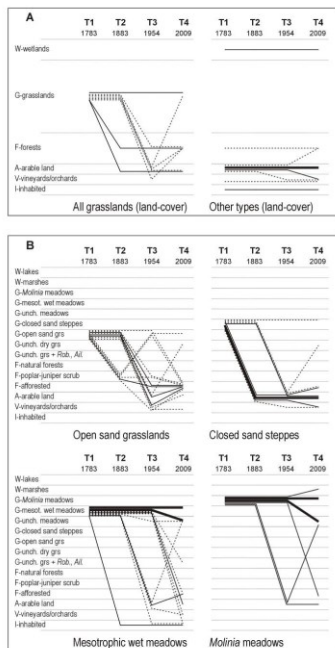 A
T1 T2 T3 T4 T1 T2 T3 T4
1783 1883 1954 2009 1783 1883 1954 2009
W-wetlands
G-grasslands
F-forests
A-arable land
V-vineyards/orchards
I-inhabited
All grasslands (land-cover) Other types (land-cover)
B
T1 T2 T3 T4 T1 T2 T3 T4
1783 1883 1954 2009 1783 1883 1954 2009
W-lakes
W-marshes
G-Molinia meadows
G-mesot. wet meadows
G-unch. meadows
G-closed sand steppes
G-open sand grs
G-unch. dry grs
G-unch. grs + Rob., Ail.
F-natural forests
F-poplar-juniper scrub
F-afforested
A-arable land
V-vineyards/orchards
I-inhabited
Open sand grasslands Closed sand steppes
T1 T2 T3 T4 T1 T2 T3 T4
1783 1883 1954 2009 1783 1883 1954 2009
W-lakes
W-marshes
G-Molinia meadows
G-mesot. wet meadows
G-unch. meadows
G-closed sand steppes
G-open sand grs
G-unch. dry grs
G-unch. grs + Rob., Ail.
F-natural forests
F-poplar-juniper scrub
F-afforested
A-arable land
V-vineyards/orchards
I-inhabited
Mesotrophic wet meadows Molinia meadows